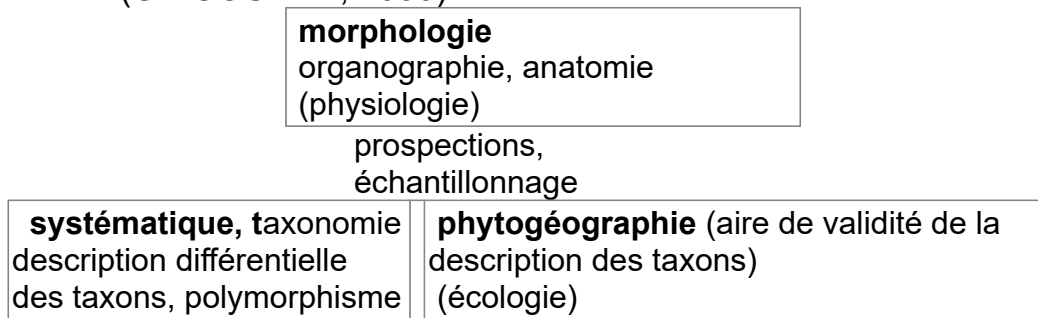 morphologie
organographie, anatomie
(physiologie)
prospections,
échantillonnage
systématique, taxonomie
description différentielle
des taxons, polymorphisme
phytogéographie (aire de validité de la
description des taxons)
(écologie)